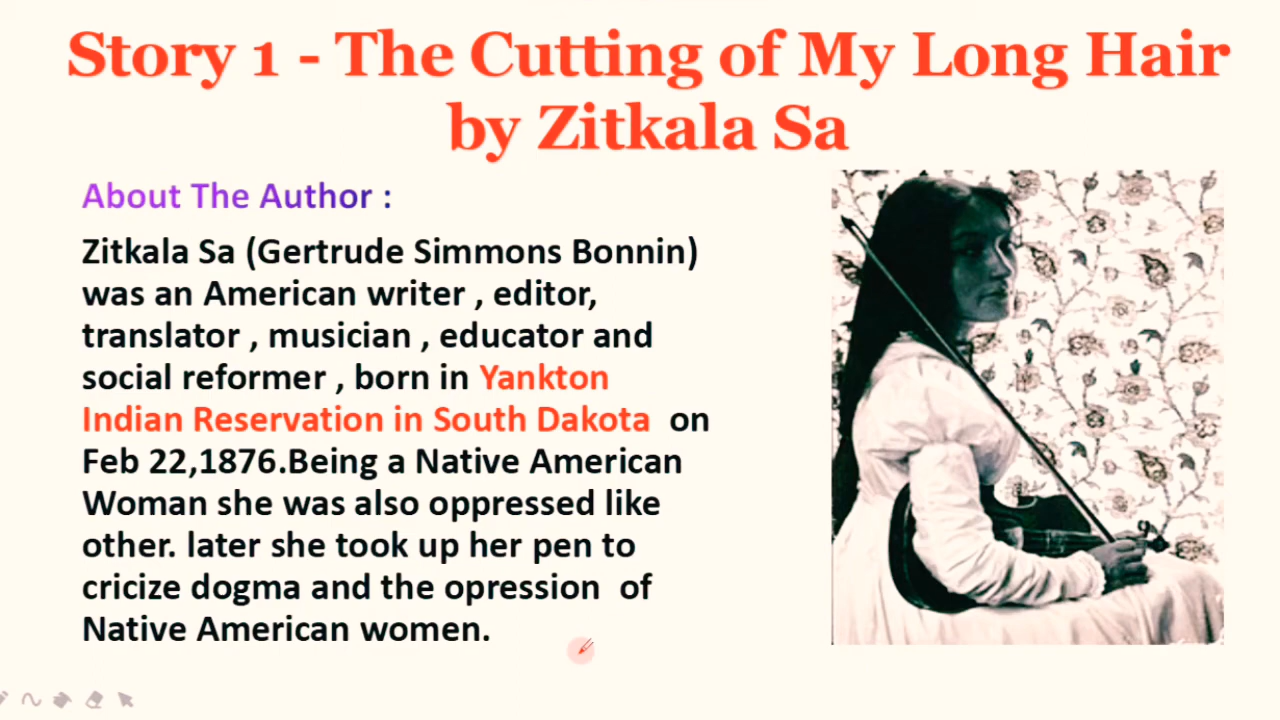 Story 1 - The Cutting of My Long Hair
by Zitkala Sa
About The Author :
Zitkala Sa (Gertrude Simmons Bonnin)
was an American writer , editor,
translator , musician , educator and
social reformer , born in Yankton
Indian Reservation in South Dakota  on
Feb 22,1876.Being a Native American
Woman she was also oppressed like
other. later she took up her pen to
cricize dogma and the opression  of
Native American women.